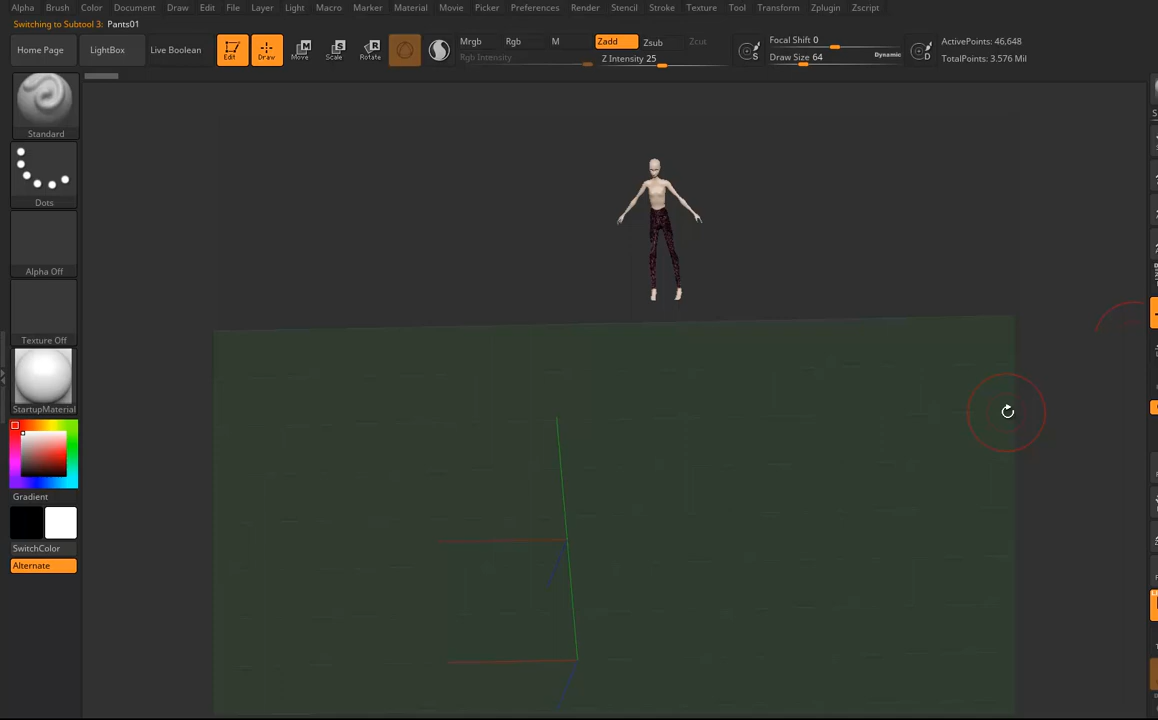 Alpha Brush Color Document Draw Edit File Layer Light Macro Marker Material Movie Picker Preferences Render Stencil Stroke Texture Tool Transform Zplugin Zscript
Switching to Subtool 3: Pants01
Home Page LightBox Live Boolean Edit Draw Move Scale Rotate Mrgb Rgb M Zadd Zsub Zcut Focal Shift 0 ActivePoints: 46,648
Rgb Intensity Z Intensity 25 S Draw Size 64 Dynamic D TotalPoints: 3.576 Mil
Standard
Dots
Alpha Off
Texture Off
StartupMaterial
Gradient
SwitchColor
Alternate